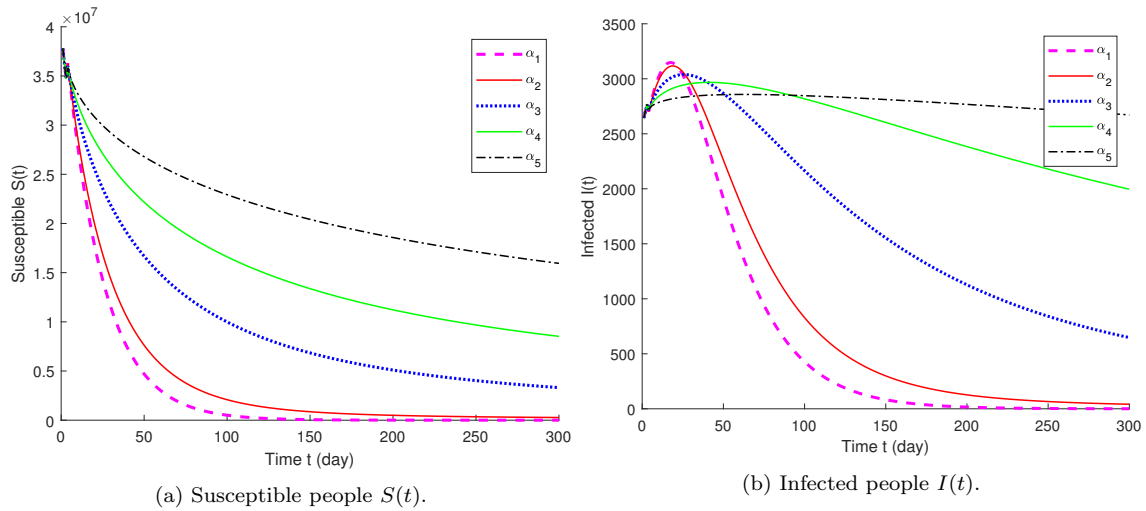 ×10⁷
4
3.5
3
2.5
2
1.5
1
0.5
0
Susceptible S(t)
0 50 100 150 200 250 300
Time t (day)
α₁
α₂
α₃
α₄
α₅
(a) Susceptible people S(t).
3500
3000
2500
2000
1500
1000
500
0
Infected I(t)
0 50 100 150 200 250 300
Time t (day)
α₁
α₂
α₃
α₄
α₅
(b) Infected people I(t).